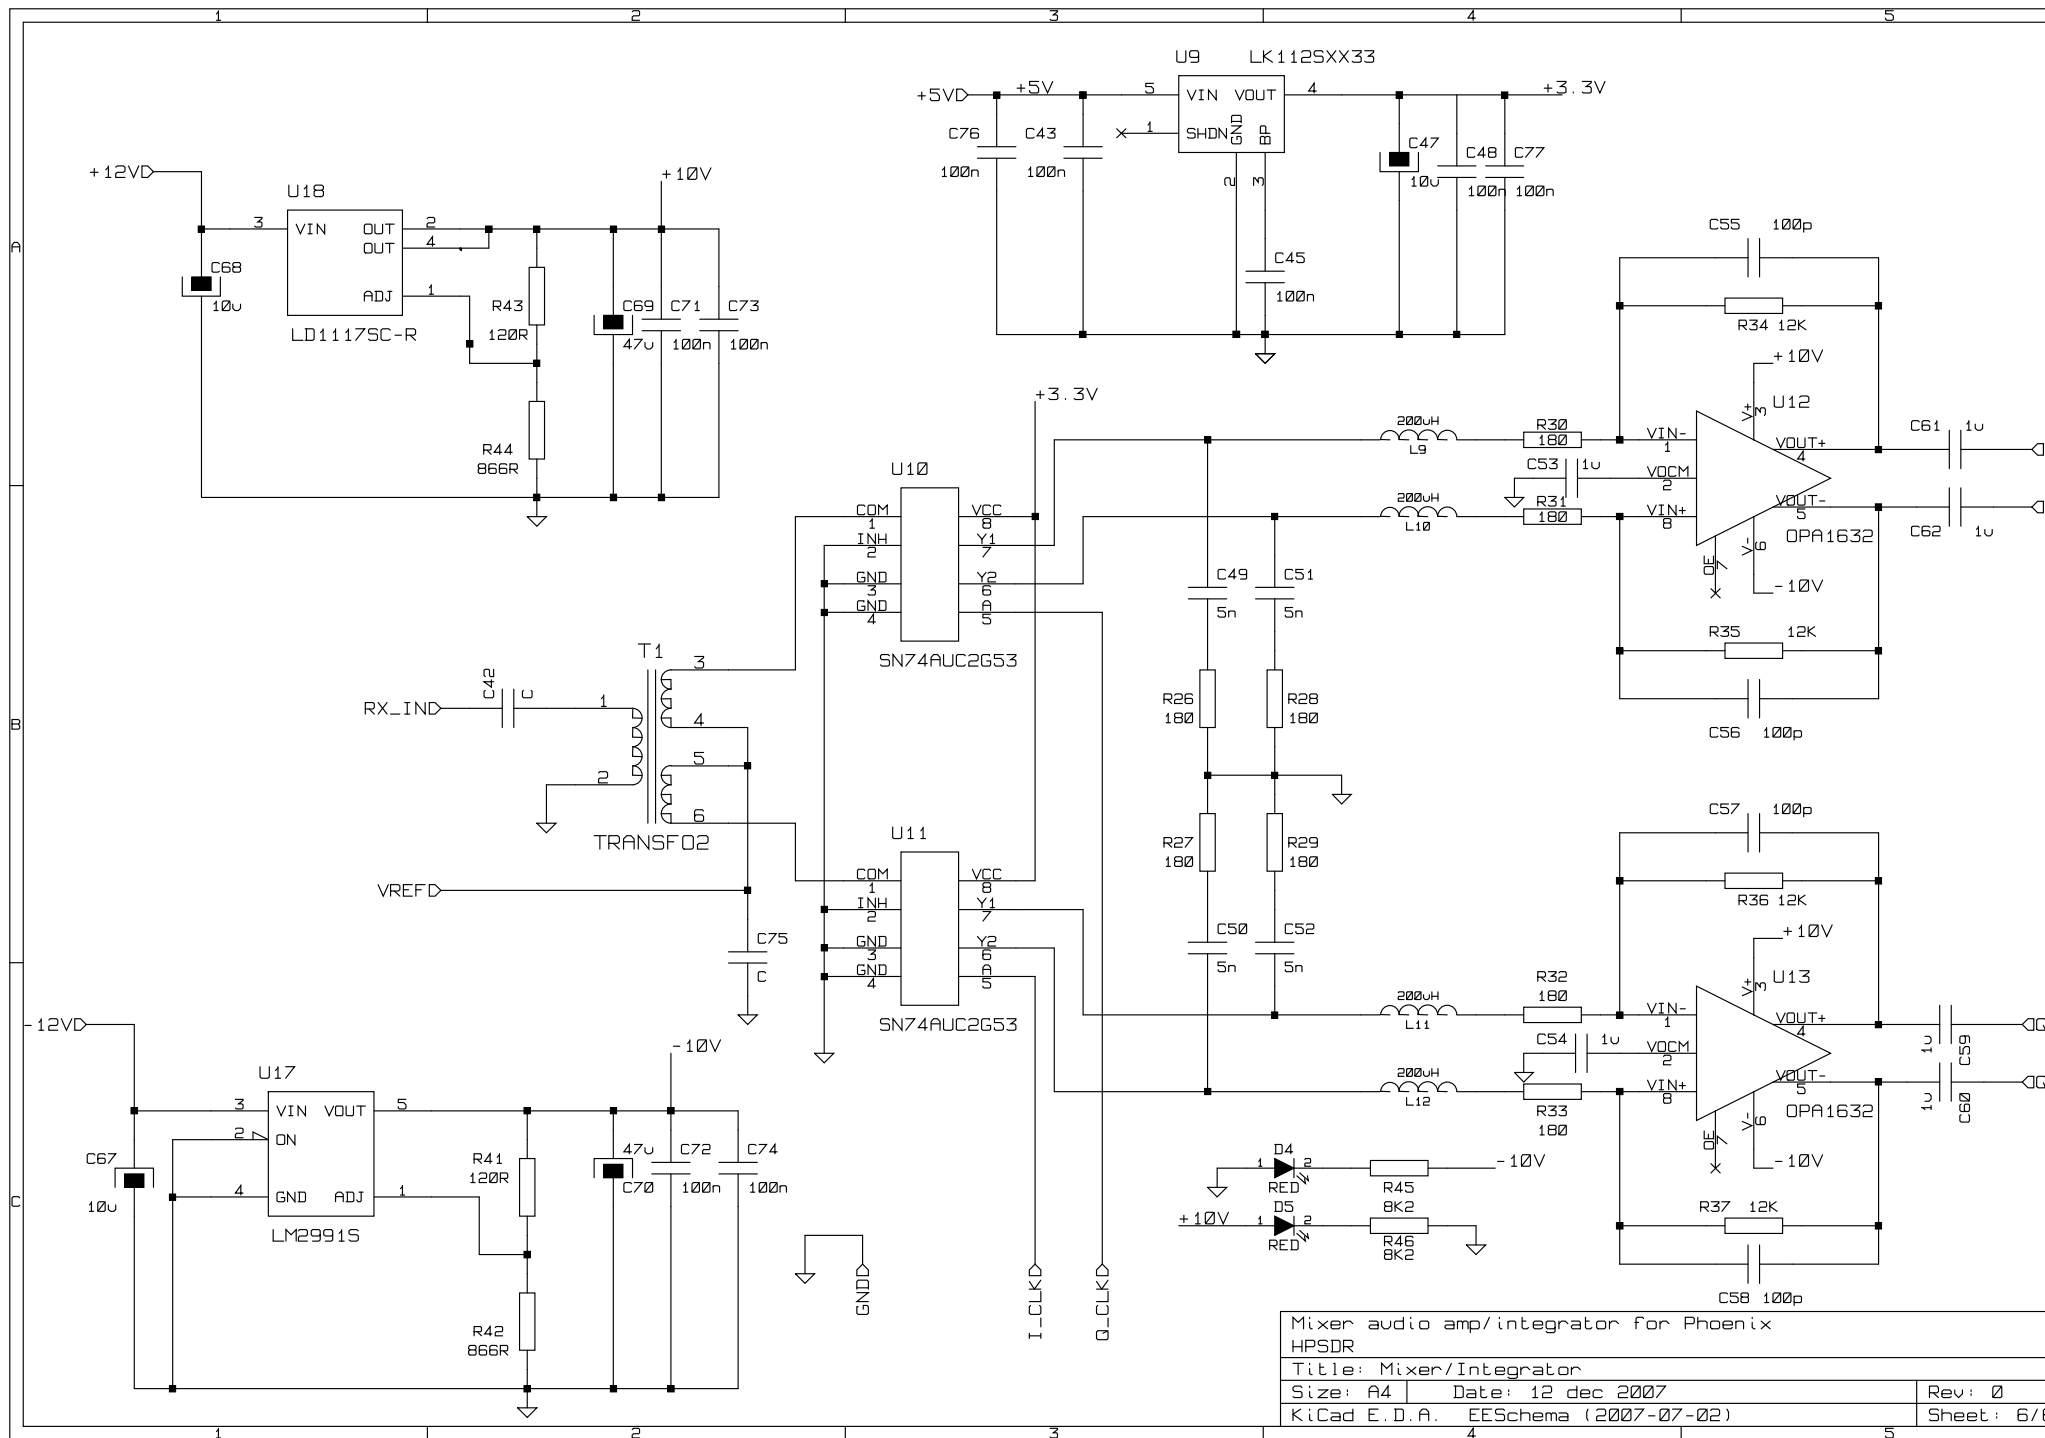 1 2 3 4 5
A
B
C
U9 LK112SXX33
+5VD +5V 5 VIN VOUT 4 +3.3V
1 SHDN GND BP
2 3
C76 100n
C43 100n
C47 10u
C48 100n
C77 100n
C45 100n
+12VD
U18
+10V
3 VIN OUT 2
OUT 4
ADJ 1
LD1117SC-R
C68 10u
R43 120R
R44 866R
C69 47u
C71 100n
C73 100n
C55 100p
R34 12K
+10V
U12
V+ 3
VIN- 1
VOCM 2
VIN+ 8
VOUT+ 4
VOUT- 5
OPA1632
OE 7
V- 6
-10V
C61 1u
C62 1u
R35 12K
C56 100p
+3.3V
200uH L9
R30 180
C53 1u
200uH L10
R31 180
U10
COM 1
INH 2
GND 3
GND 4
VCC 8
Y1 7
Y2 6
A 5
SN74AUC2G53
C49 5n
C51 5n
R26 180
R28 180
R27 180
R29 180
C50 5n
C52 5n
RX_IN
C42 C
T1
1 2 3 4 5 6
TRANSFO2
VREF
C75 C
U11
COM 1
INH 2
GND 3
GND 4
VCC 8
Y1 7
Y2 6
A 5
SN74AUC2G53
C57 100p
R36 12K
+10V
U13
V+ 3
VIN- 1
VOCM 2
VIN+ 8
VOUT+ 4
VOUT- 5
OPA1632
OE 7
V- 6
-10V
1u C59
1u C60
R37 12K
C58 100p
200uH L11
R32 180
C54 1u
200uH L12
R33 180
-12VD
U17
-10V
3 VIN VOUT 5
2 ON
4 GND ADJ 1
LM2991S
C67 10u
R41 120R
R42 866R
47u C70
C72 100n
C74 100n
1 D4 2 RED
R45 8K2
-10V
+10V
1 D5 2 RED
R46 8K2
GND
I_CLK
Q_CLK
Mixer audio amp/integrator for Phoenix
HPSDR
Title: Mixer/Integrator
Size: A4 Date: 12 dec 2007 Rev: 0
KiCad E.D.A. EESchema (2007-07-02) Sheet: 6/
1 2 3 4 5